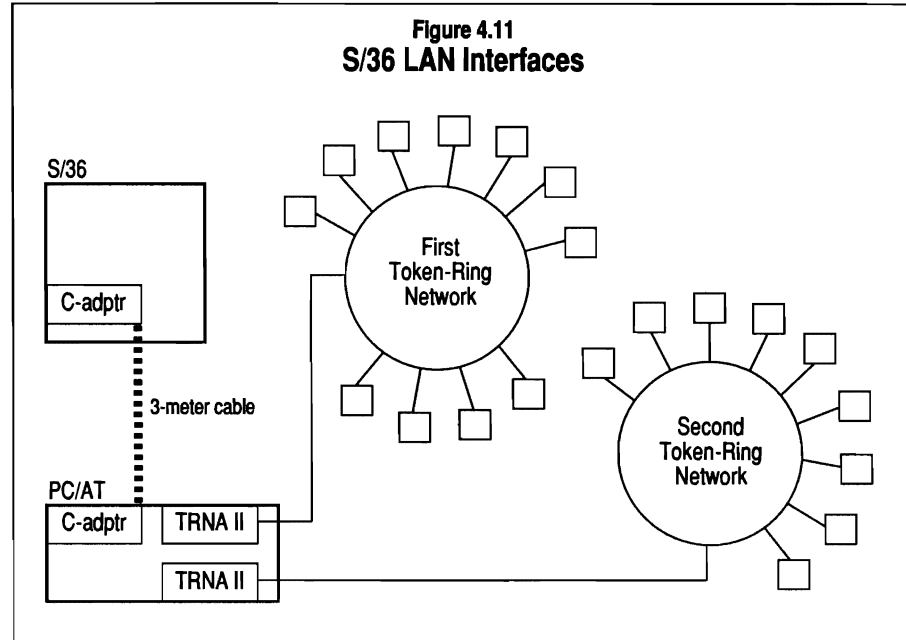 Figure 4.11
S/36 LAN Interfaces
S/36
C-adptr
3-meter cable
PC/AT
C-adptr
TRNA II
TRNA II
First
Token-Ring
Network
Second
Token-Ring
Network